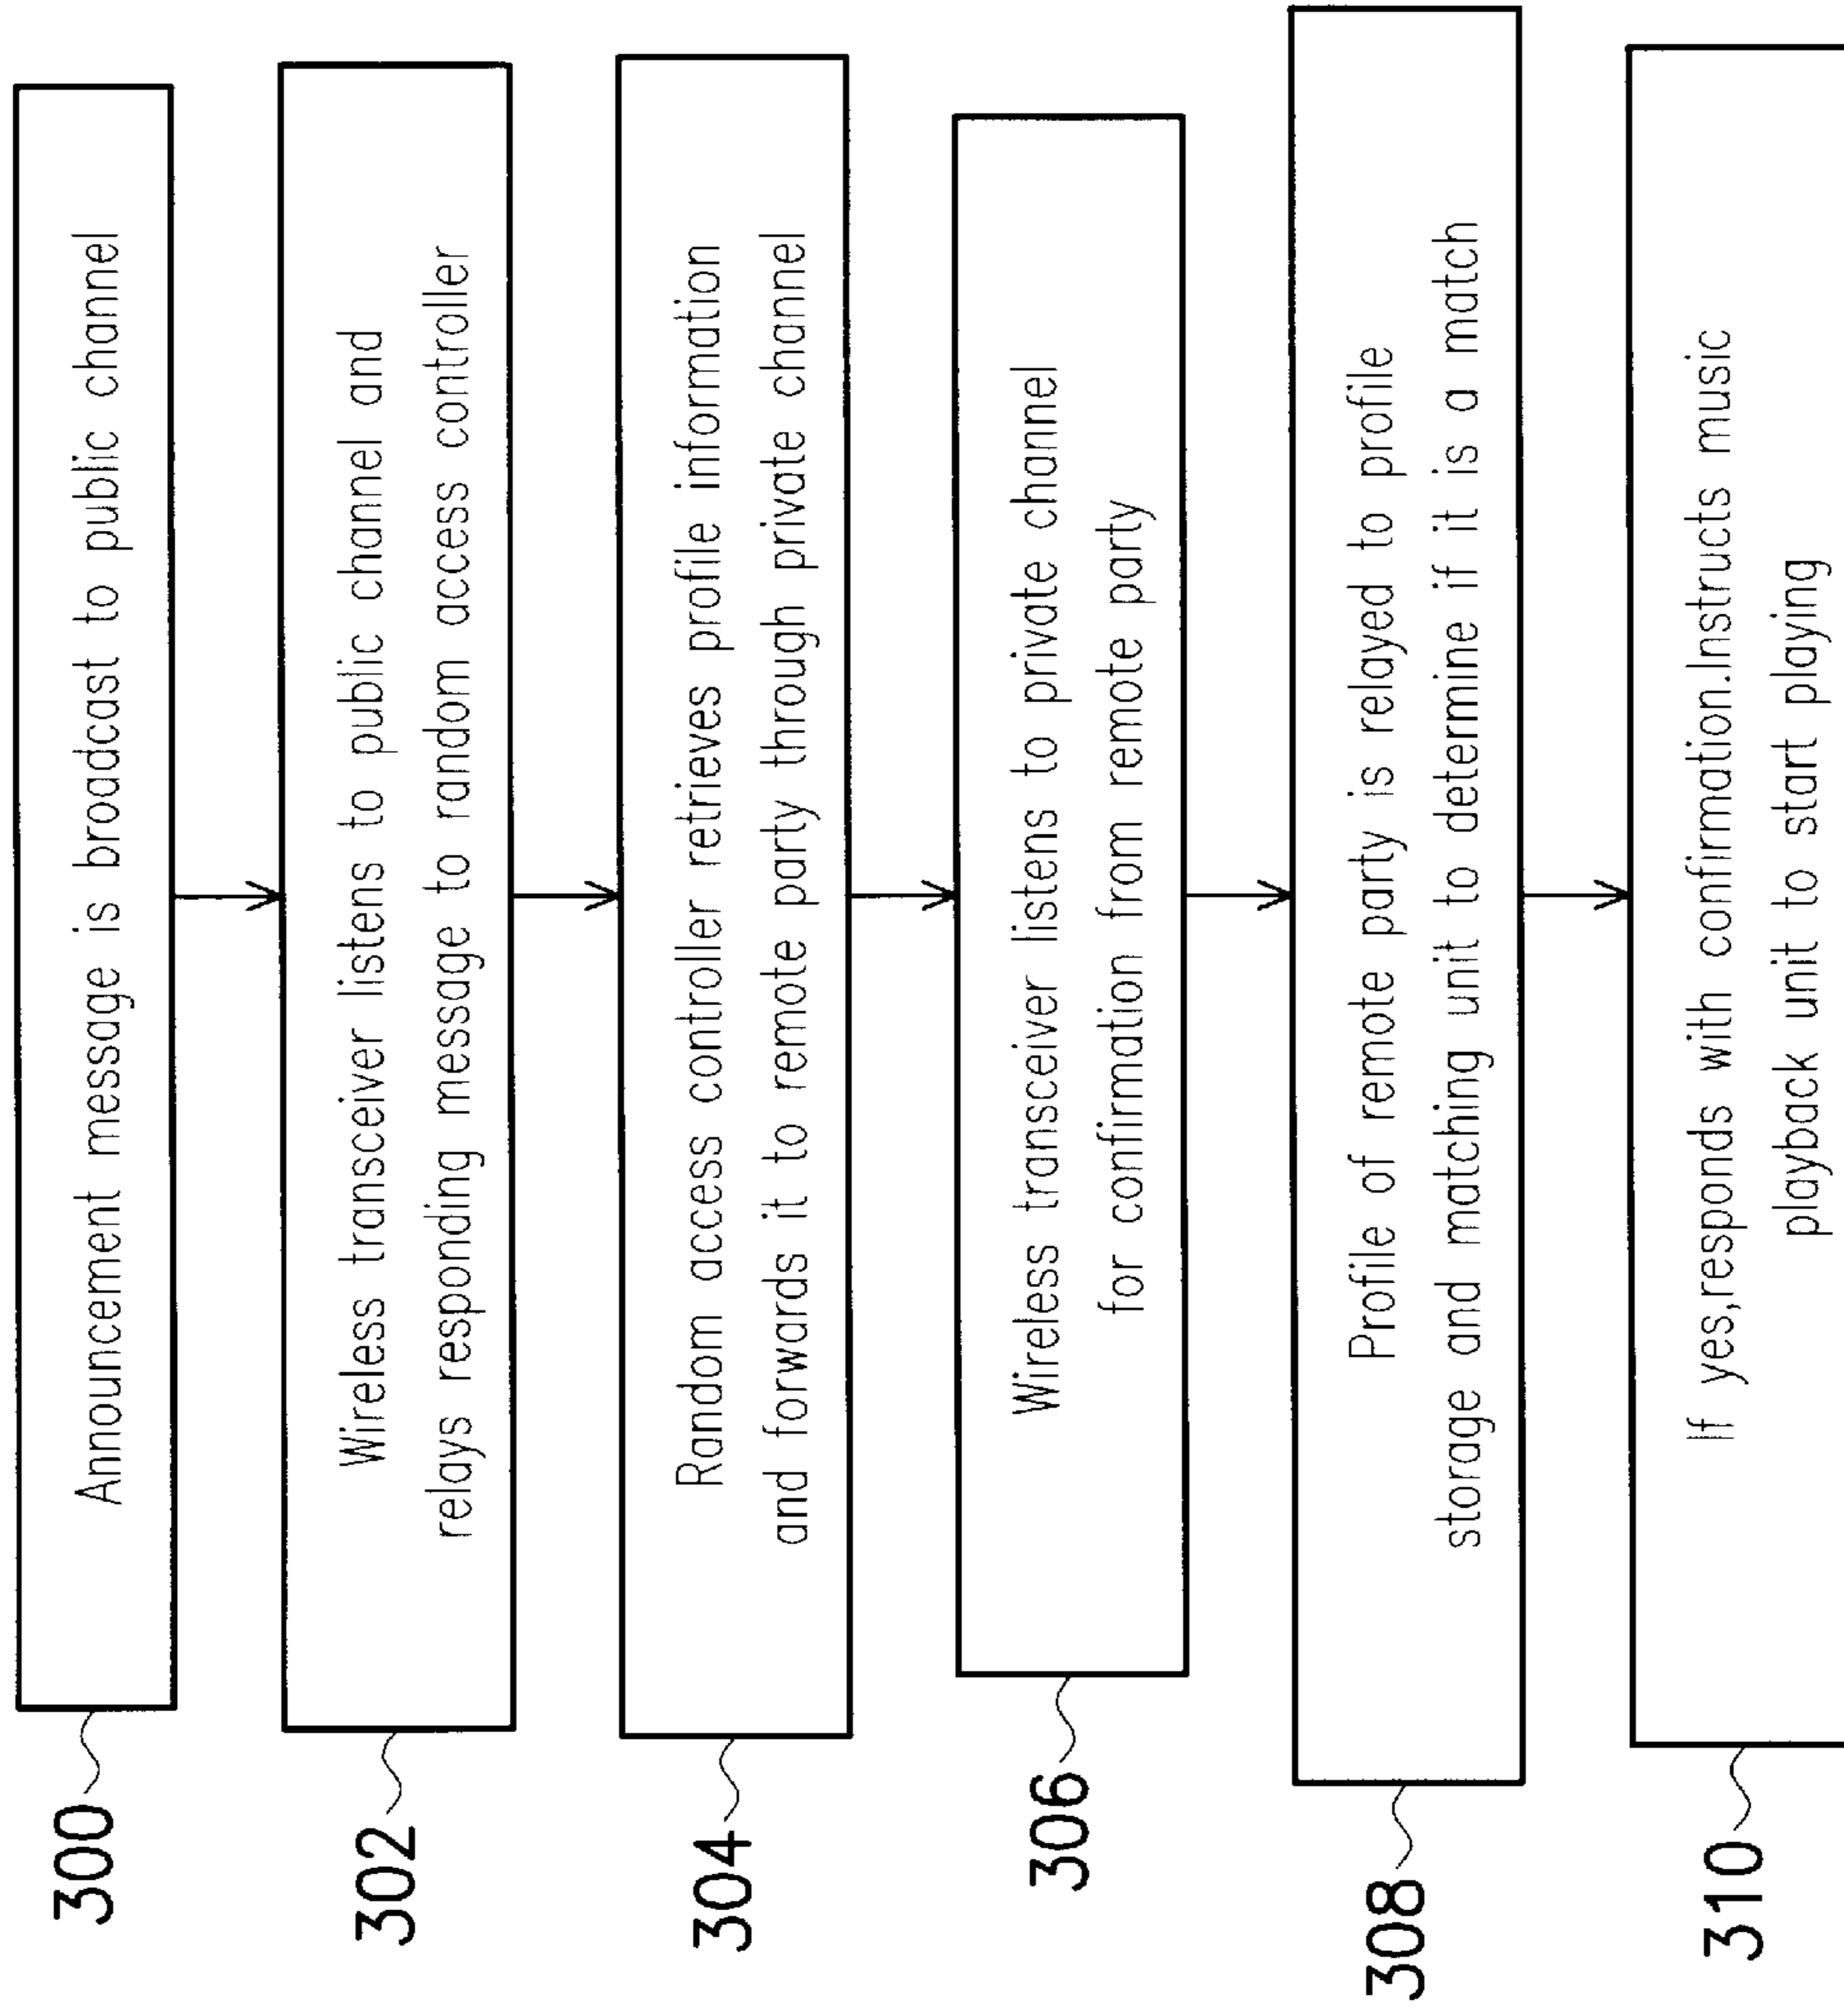 300
Announcement message is broadcast to public channel
302
Wireless transceiver listens to public channel and
relays responding message to random access controller
304
Random access controller retrieves profile information
and forwards it to remote party through private channel
306
Wireless transceiver listens to private channel
for confirmation from remote party
308
Profile of remote party is relayed to profile
storage and matching unit to determine if it is a match
310
If yes,responds with confirmation.Instructs music
playback unit to start playing